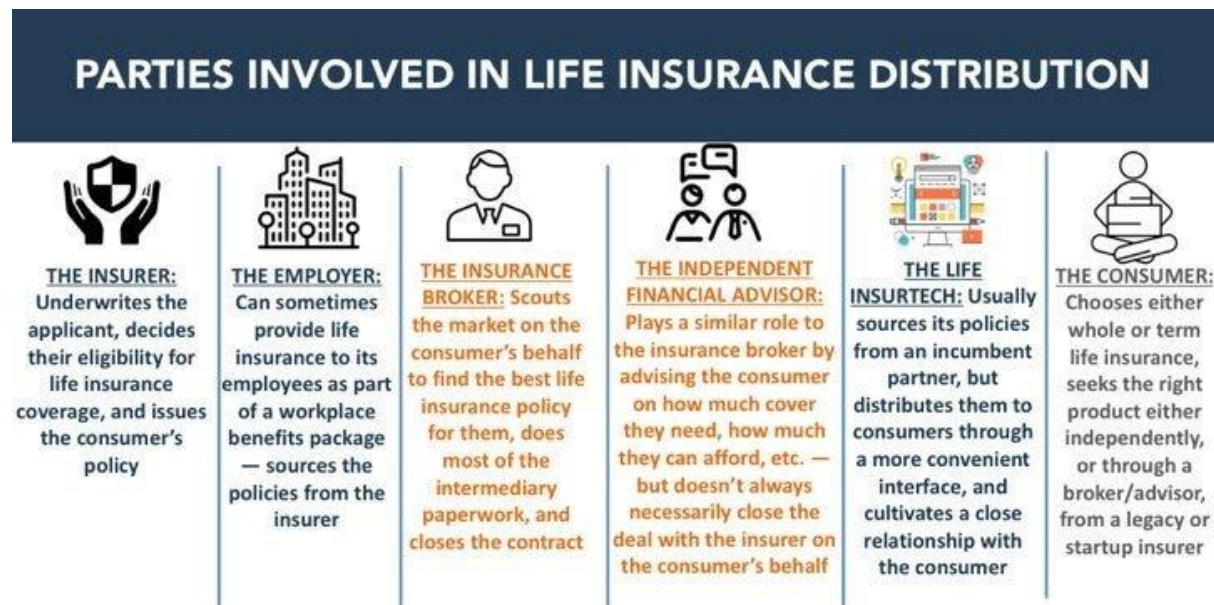 PARTIES INVOLVED IN LIFE INSURANCE DISTRIBUTION
THE INSURER:
Underwrites the
applicant, decides
their eligibility for
life insurance
coverage, and issues
the consumer's
policy
THE EMPLOYER:
Can sometimes
provide life
insurance to its
employees as part
of a workplace
benefits package
— sources the
policies from the
insurer
THE INSURANCE
BROKER: Scouts
the market on the
consumer's behalf
to find the best life
insurance policy
for them, does
most of the
intermediary
paperwork, and
closes the contract
THE INDEPENDENT
FINANCIAL ADVISOR:
Plays a similar role to
the insurance broker by
advising the consumer
on how much cover
they need, how much
they can afford, etc. —
but doesn't always
necessarily close the
deal with the insurer on
the consumer's behalf
THE LIFE
INSURTECH: Usually
sources its policies
from an incumbent
partner, but
distributes them to
consumers through
a more convenient
interface, and
cultivates a close
relationship with
the consumer
THE CONSUMER:
Chooses either
whole or term
life insurance,
seeks the right
product either
independently,
or through a
broker/advisor,
from a legacy or
startup insurer